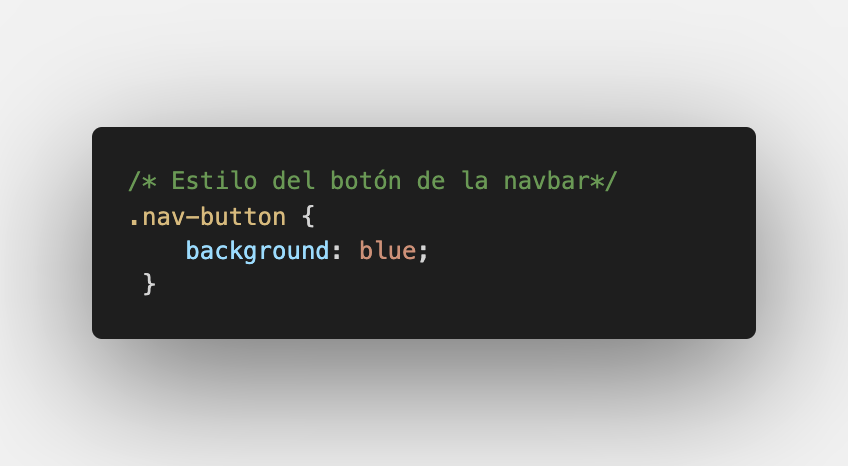 /* Estilo del botón de la navbar*/
.nav-button {
    background: blue;
 }